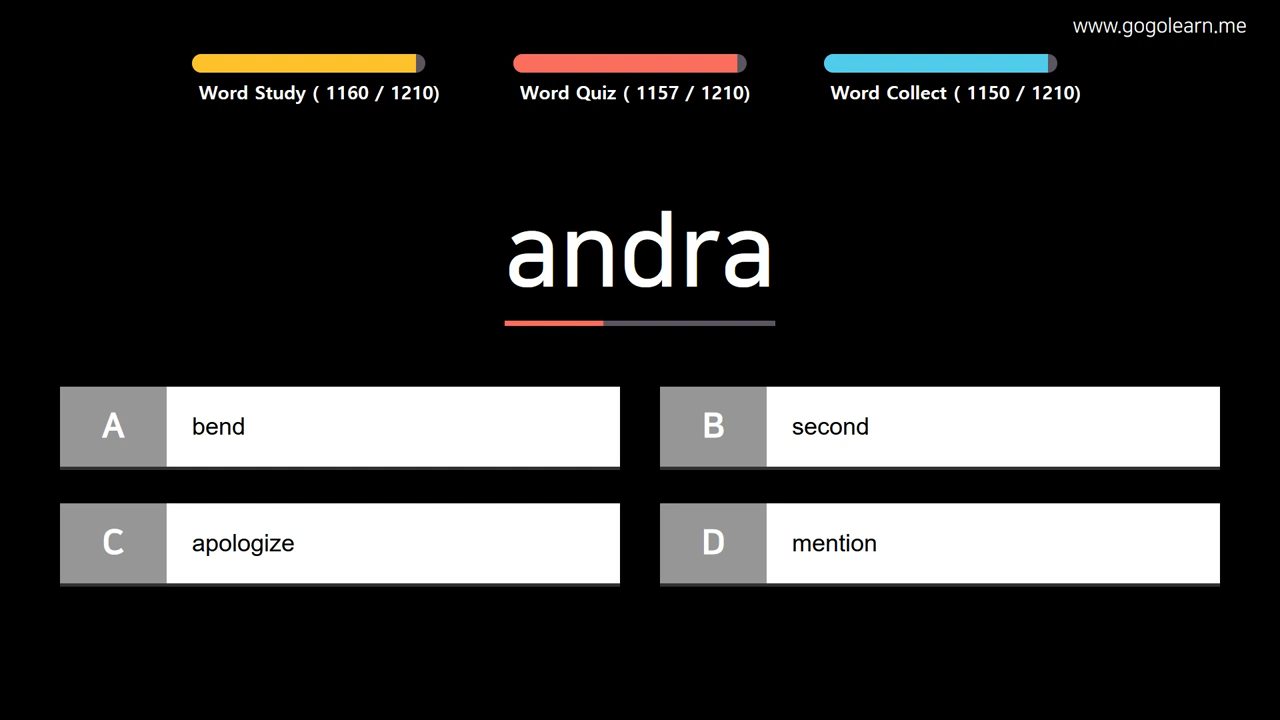 www.gogolearn.me
Word Study ( 1160 / 1210)
Word Quiz ( 1157 / 1210)
Word Collect ( 1150 / 1210)
andra
A bend
B second
C apologize
D mention